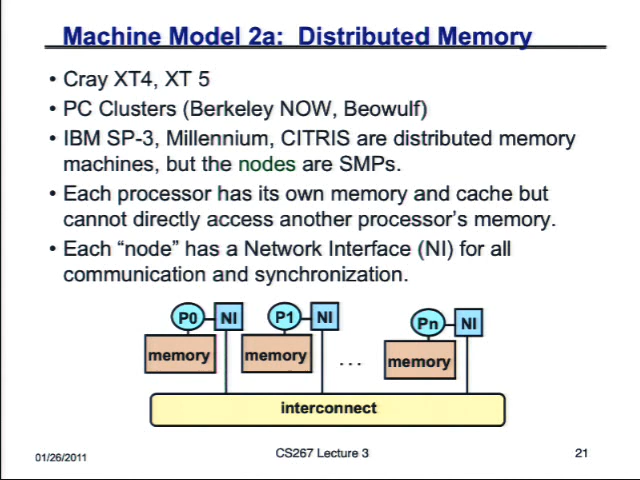 Machine Model 2a:  Distributed Memory
• Cray XT4, XT 5
• PC Clusters (Berkeley NOW, Beowulf)
• IBM SP-3, Millennium, CITRIS are distributed memory
machines, but the nodes are SMPs.
• Each processor has its own memory and cache but
cannot directly access another processor's memory.
• Each “node” has a Network Interface (NI) for all
communication and synchronization.
P0 NI P1 NI Pn NI
memory memory . . . memory
interconnect
01/26/2011 CS267 Lecture 3 21